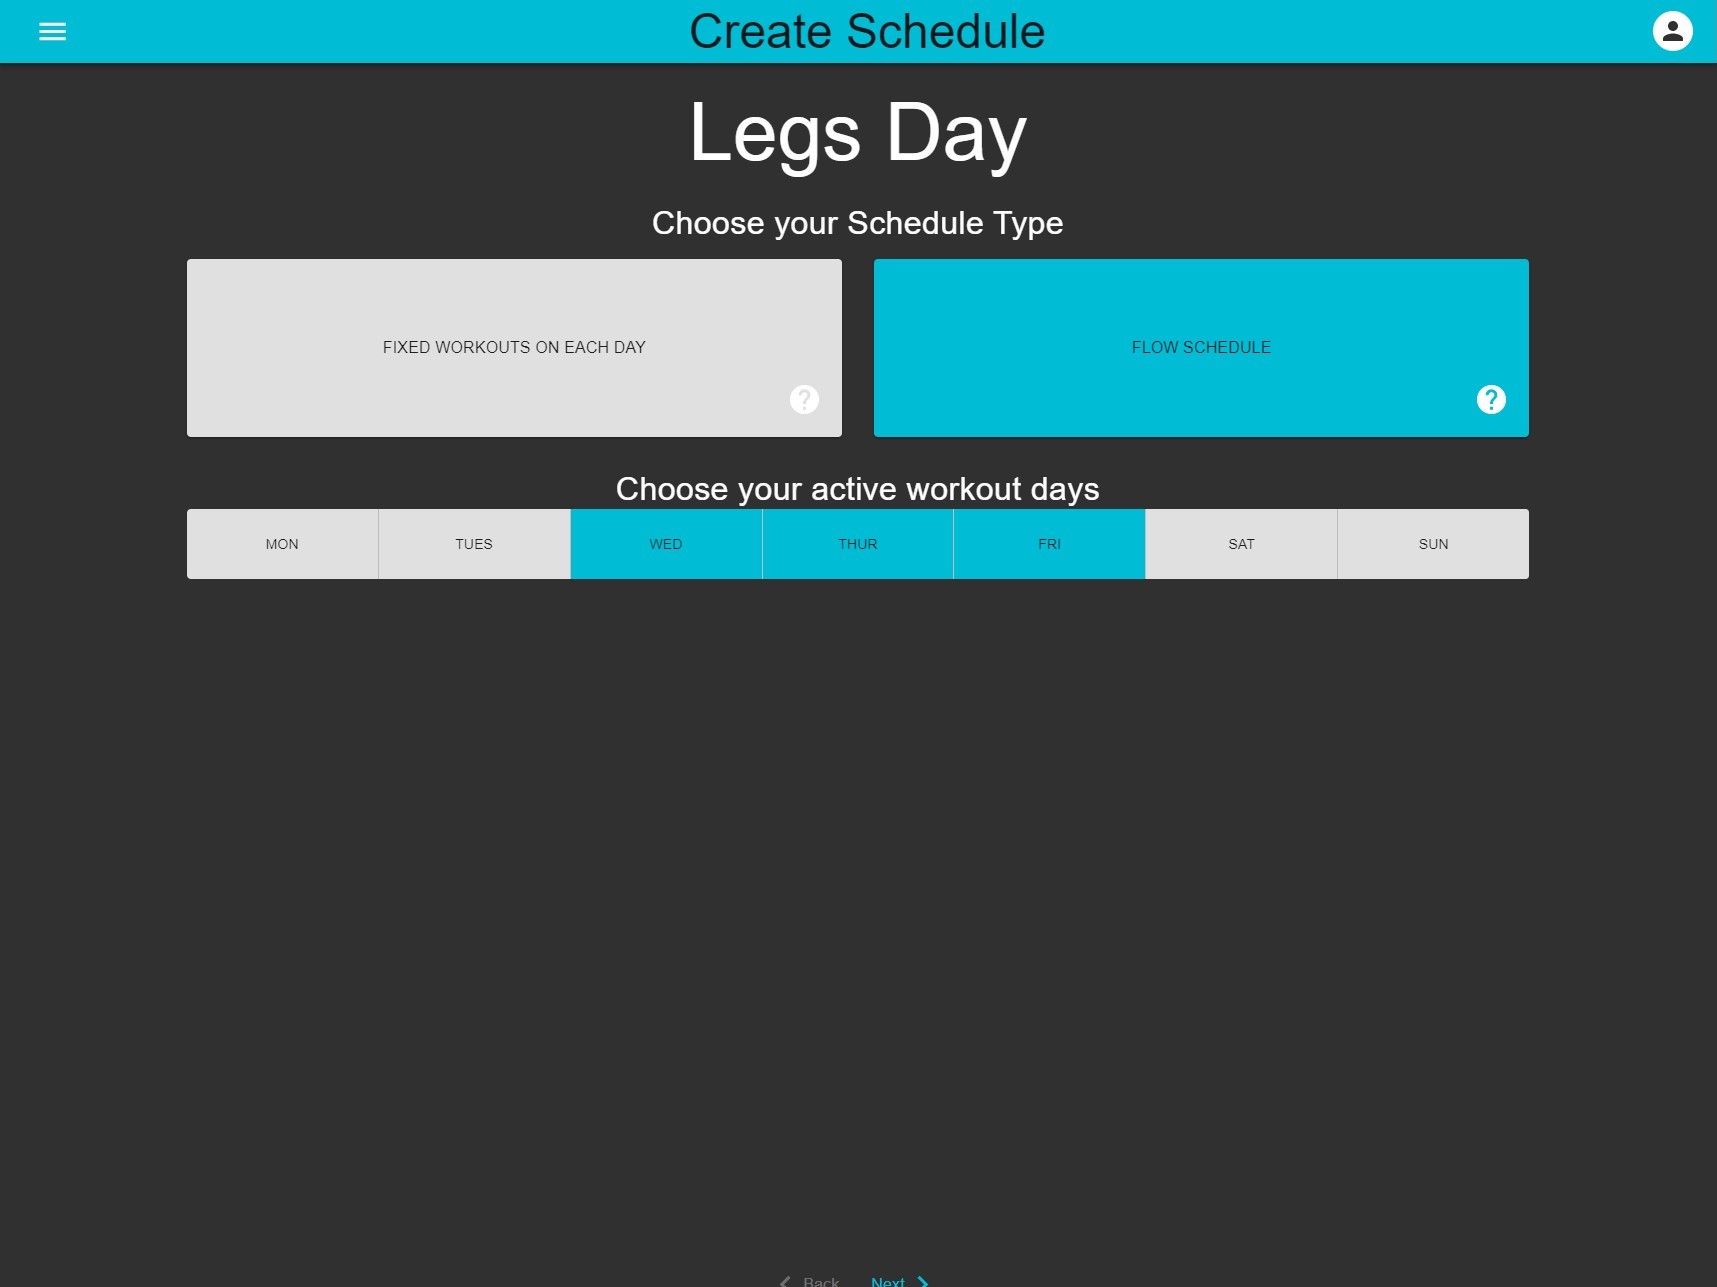 Create Schedule
Legs Day
Choose your Schedule Type
FIXED WORKOUTS ON EACH DAY
FLOW SCHEDULE
Choose your active workout days
MON TUES WED THUR FRI SAT SUN
Back Next